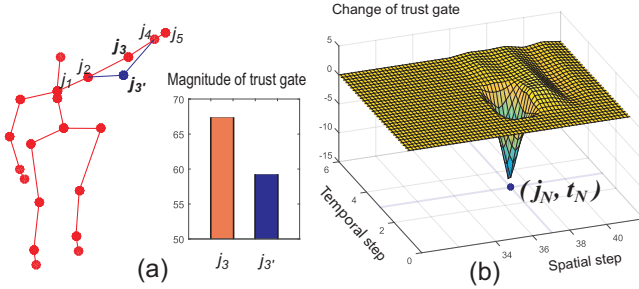 Change of trust gate
j4
j5
j3
j2
j3'
j1
Magnitude of trust gate
70
65
60
55
50
j3
j3'
(a)
5
0
-5
-10
-15
6
4
2
0
Temporal step
(jN, tN)
34
36
38
40
Spatial step
(b)